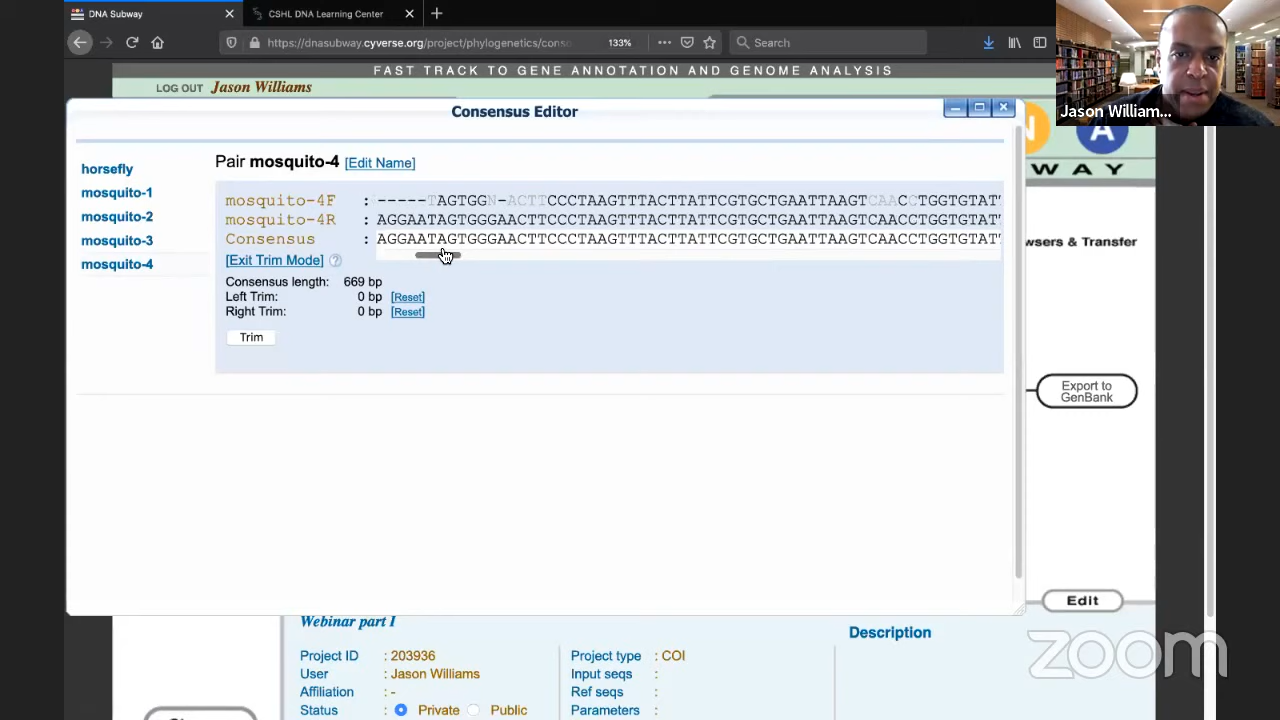 DNA Subway
CSHL DNA Learning Center
https://dnasubway.cyverse.org/project/phylogenetics/conso
133%
Search
FAST TRACK TO GENE ANNOTATION AND GENOME ANALYSIS
LOG OUT Jason Williams
Jason William...
Consensus Editor
N A
WAY
horsefly
mosquito-1
mosquito-2
mosquito-3
mosquito-4
Pair mosquito-4 [Edit Name]
mosquito-4F : -----TAGTGGN-ACTTCCCTAAGTTTACTTATTCGTGCTGAATTAAGTCAACCTGGTGTAT
mosquito-4R : AGGAATAGTGGGAACTTCCCTAAGTTTACTTATTCGTGCTGAATTAAGTCAACCTGGTGTAT
Consensus : AGGAATAGTGGGAACTTCCCTAAGTTTACTTATTCGTGCTGAATTAAGTCAACCTGGTGTAT
[Exit Trim Mode] ?
Consensus length: 669 bp
Left Trim: 0 bp [Reset]
Right Trim: 0 bp [Reset]
Trim
wsers & Transfer
Export to
GenBank
Edit
Webinar part I
Description
Project ID : 203936
User : Jason Williams
Affiliation : -
Status : Private Public
Project type : COI
Input seqs :
Ref seqs :
Parameters :
zoom